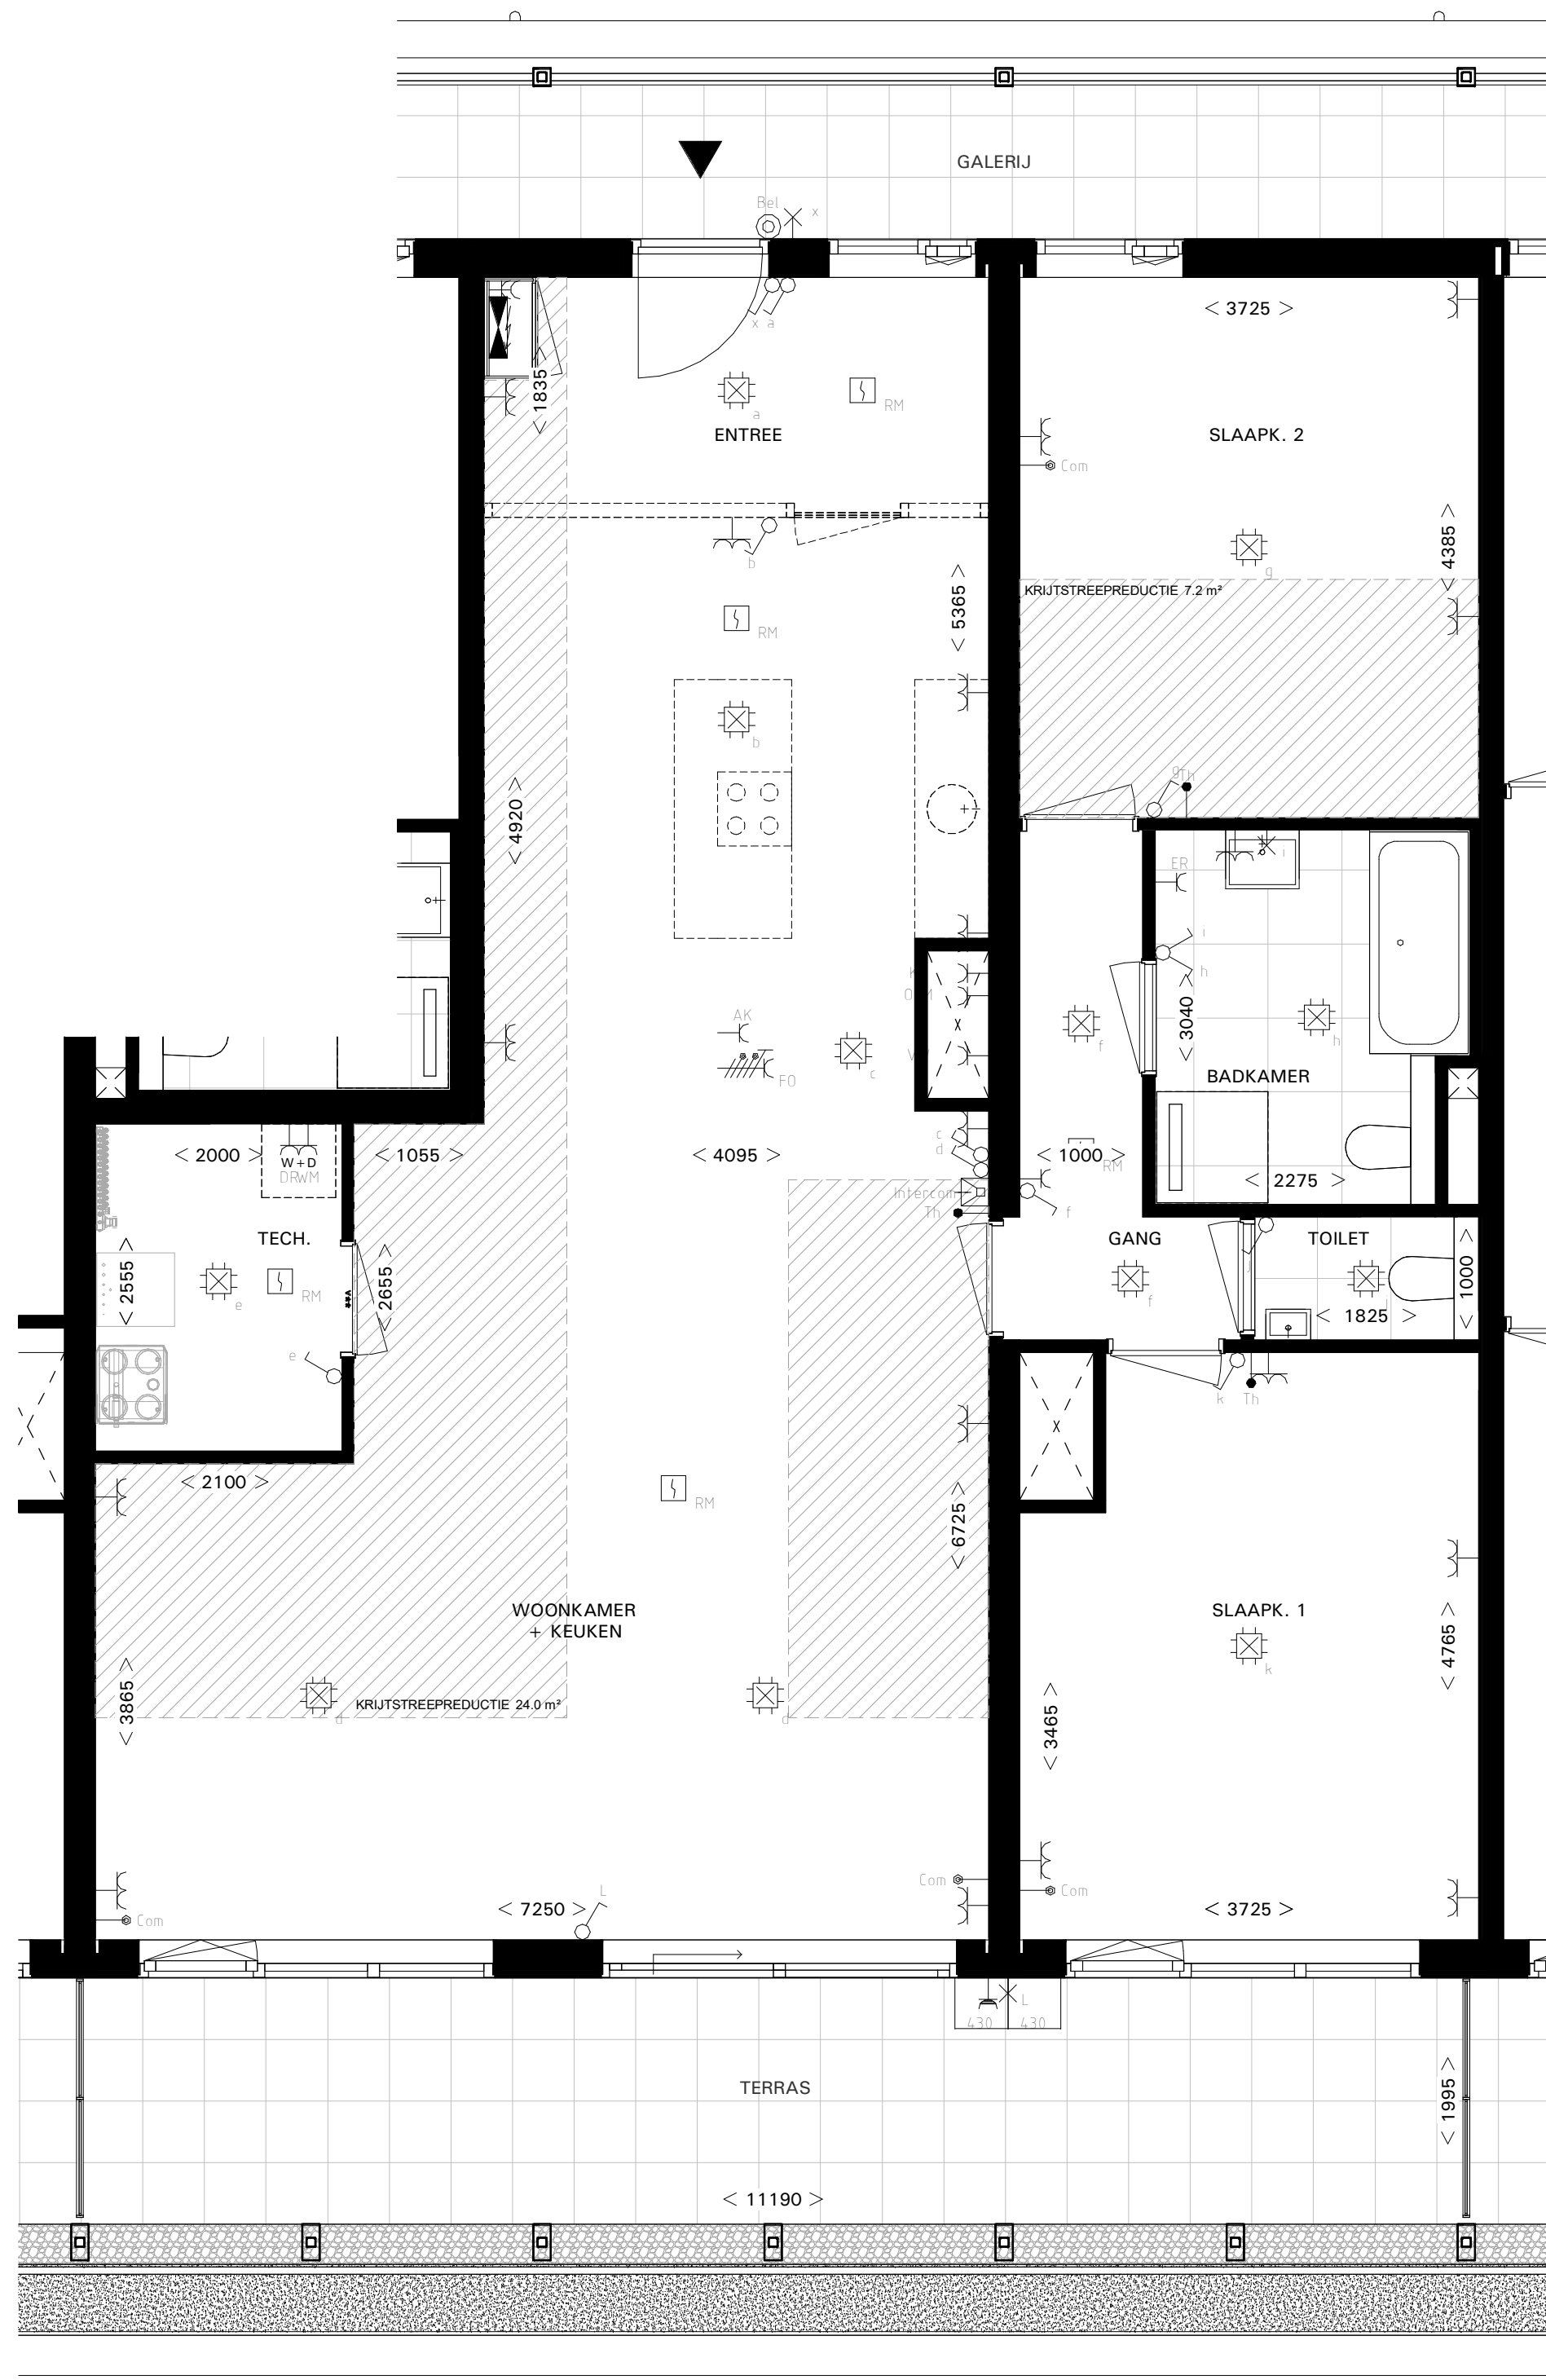 GALERIJ
Bel
x
x a
< 3725 >
< 1835 >
a
RM
ENTREE
SLAAPK. 2
Com
b
g
< 4385 >
KRIJTSTREEPREDUCTIE 7.2 m²
< 5365 >
RM
b
g
Th
< 4920 >
ER
i
i
h
< 3040 >
AK
FO
c
f
h
BADKAMER
c
d
< 2000 >
W+D
DRWM
< 1055 >
< 4095 >
< 1000 >
RM
< 2275 >
Intercom
Th
f
TECH.
GANG
TOILET
< 2555 >
e
RM
< 2655 >
f
j
< 1000 >
< 1825 >
e
k
Th
< 2100 >
RM
< 6725 >
WOONKAMER
+ KEUKEN
SLAAPK. 1
k
< 4765 >
< 3865 >
KRIJTSTREEPREDUCTIE 24.0 m²
d
d
< 3465 >
Com
L
< 7250 >
Com
Com
< 3725 >
L
430
430
TERRAS
< 1995 >
< 11190 >